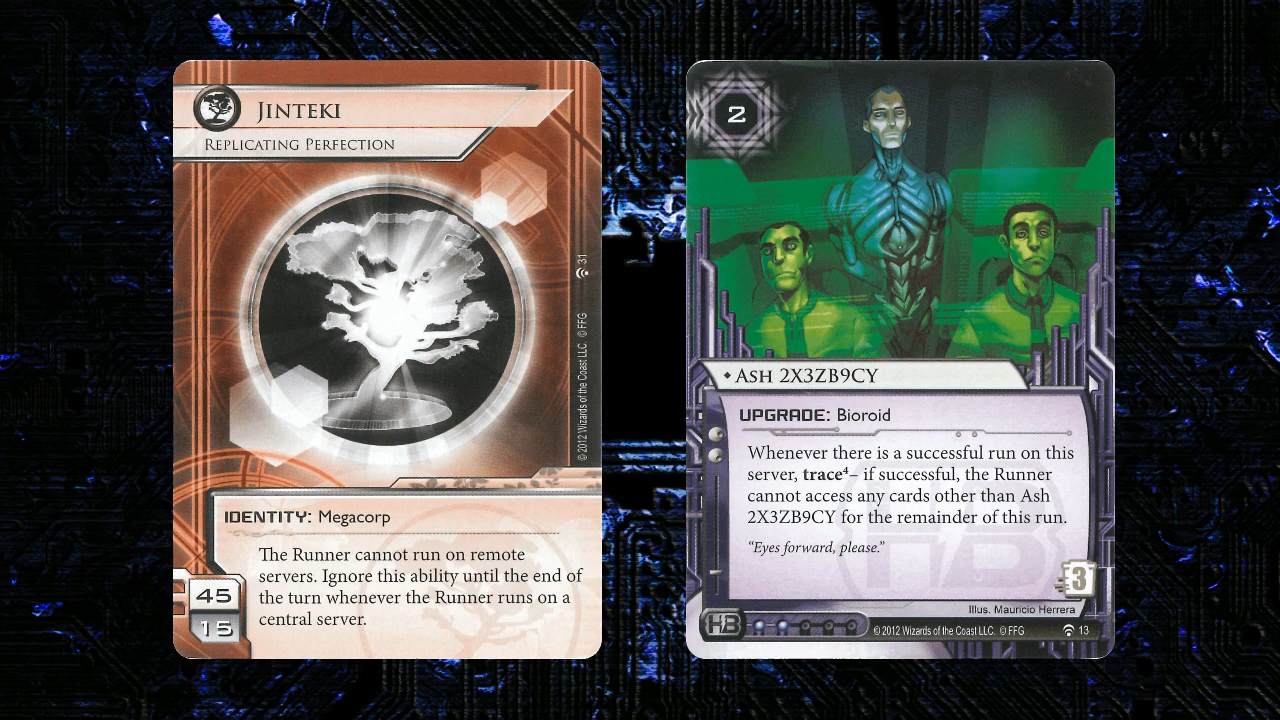 JINTEKI
REPLICATING PERFECTION
© 2012 Wizards of the Coast LLC. © FFG 31
IDENTITY: Megacorp
The Runner cannot run on remote
servers. Ignore this ability until the end of
the turn whenever the Runner runs on a
central server.
45
15
2
ASH 2X3ZB9CY
UPGRADE: Bioroid
Whenever there is a successful run on this
server, trace⁴– if successful, the Runner
cannot access any cards other than Ash
2X3ZB9CY for the remainder of this run.
“Eyes forward, please.”
3
Illus. Mauricio Herrera
HB
© 2012 Wizards of the Coast LLC. © FFG 13